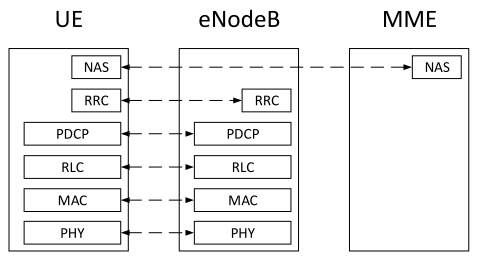 UE eNodeB MME
NAS NAS
RRC RRC
PDCP PDCP
RLC RLC
MAC MAC
PHY PHY